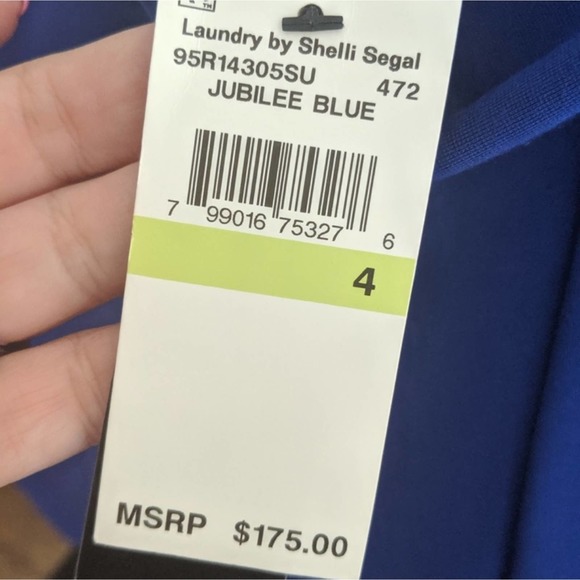 Laundry by Shelli Segal
95R14305SU 472
JUBILEE BLUE
7 99016 75327 6
4
MSRP $175.00